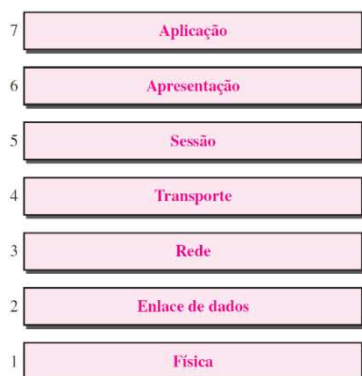 7 Aplicação
6 Apresentação
5 Sessão
4 Transporte
3 Rede
2 Enlace de dados
1 Física